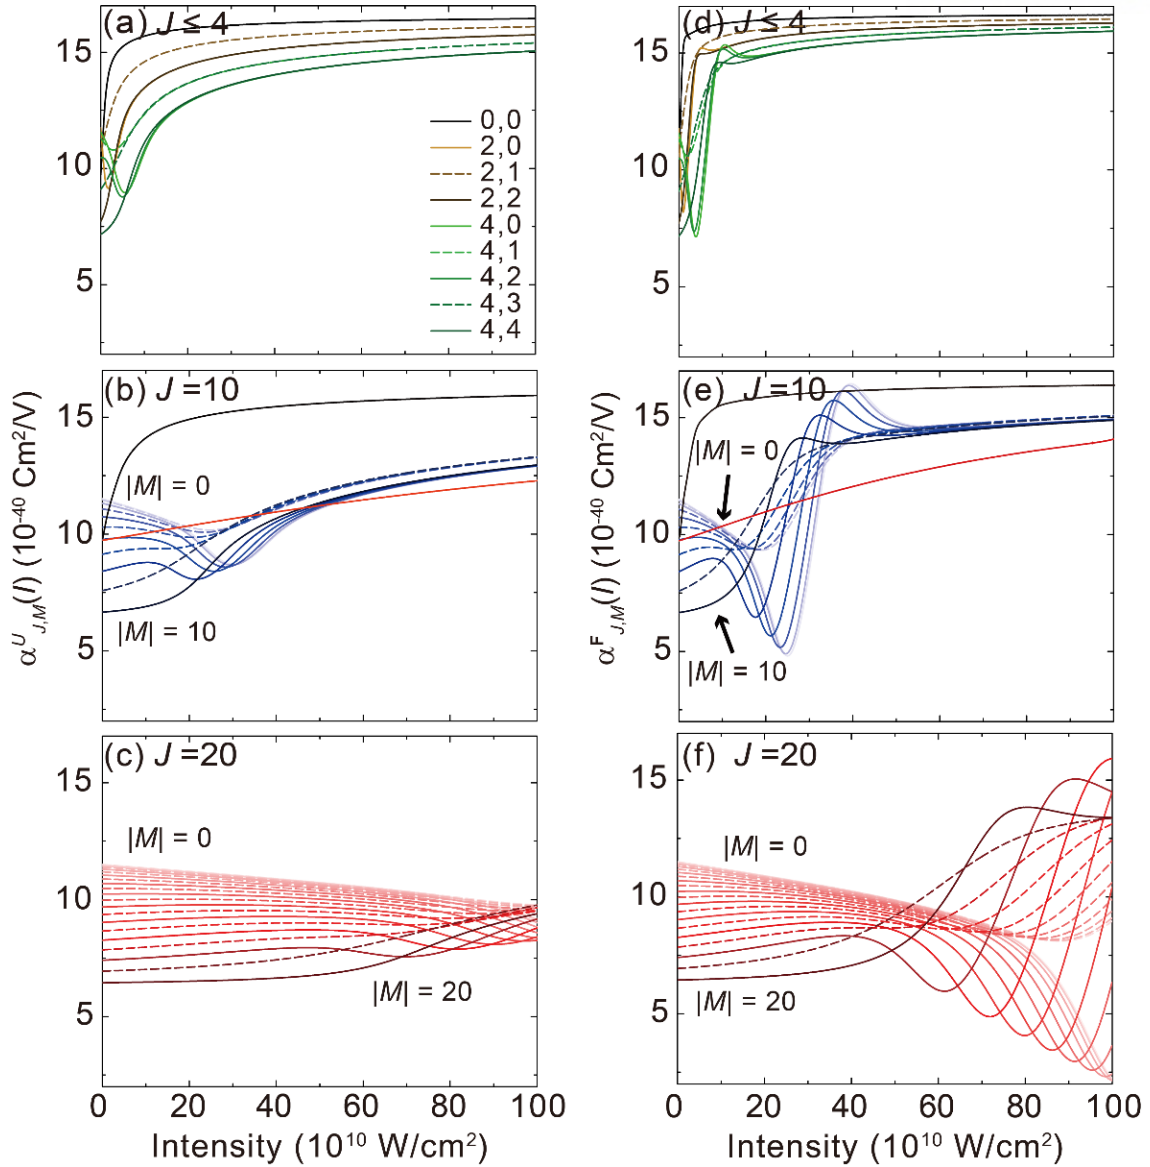 (a) J ≤ 4
15
10
5
0,0
2,0
2,1
2,2
4,0
4,1
4,2
4,3
4,4
(d) J ≤ 4
15
10
5
(b) J =10
15
10
5
|M| = 0
|M| = 10
α^U_{J,M}(I) (10^{-40} Cm²/V)
(e) J =10
15
10
5
|M| = 0
|M| = 10
α^F_{J,M}(I) (10^{-40} Cm²/V)
(c) J =20
15
10
5
|M| = 0
|M| = 20
0 20 40 60 80 100
Intensity (10^{10} W/cm²)
(f) J =20
15
10
5
|M| = 0
|M| = 20
0 20 40 60 80 100
Intensity (10^{10} W/cm²)